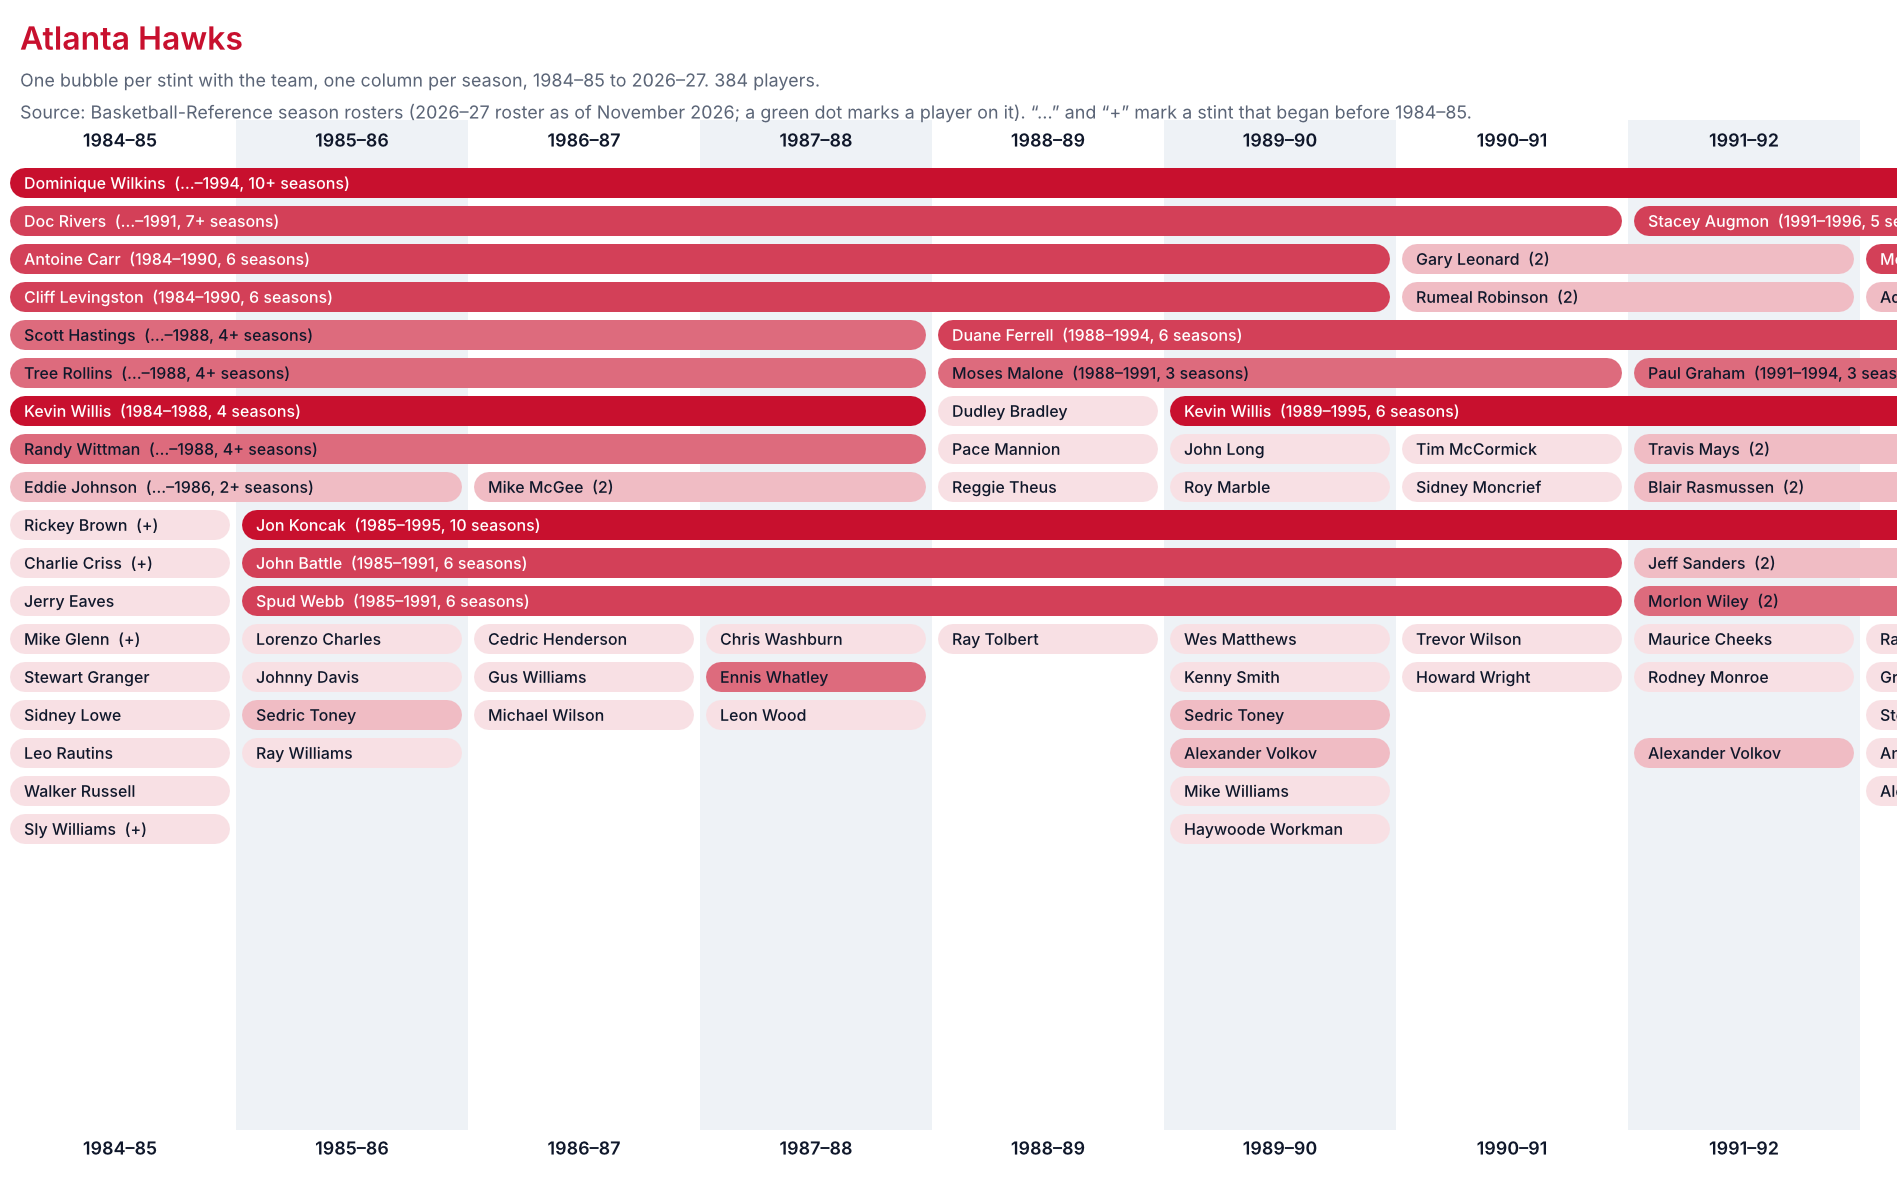 Atlanta Hawks
One bubble per stint with the team, one column per season, 1984–85 to 2026–27. 384 players.
Source: Basketball-Reference season rosters (2026–27 roster as of November 2026; a green dot marks a player on it). “…” and “+” mark a stint that began before 1984–85.
1984–85 1985–86 1986–87 1987–88 1988–89 1989–90 1990–91 1991–92
Dominique Wilkins (…–1994, 10+ seasons)
Doc Rivers (…–1991, 7+ seasons) Stacey Augmon (1991–1996, 5 se
Antoine Carr (1984–1990, 6 seasons) Gary Leonard (2) Mo
Cliff Levingston (1984–1990, 6 seasons) Rumeal Robinson (2)
Scott Hastings (…–1988, 4+ seasons) Duane Ferrell (1988–1994, 6 seasons)
Tree Rollins (…–1988, 4+ seasons) Moses Malone (1988–1991, 3 seasons) Paul Graham (1991–1994, 3 seas
Kevin Willis (1984–1988, 4 seasons) Dudley Bradley Kevin Willis (1989–1995, 6 seasons)
Randy Wittman (…–1988, 4+ seasons) Pace Mannion John Long Tim McCormick Travis Mays (2)
Eddie Johnson (…–1986, 2+ seasons) Mike McGee (2) Reggie Theus Roy Marble Sidney Moncrief Blair Rasmussen (2)
Rickey Brown (+) Jon Koncak (1985–1995, 10 seasons)
Charlie Criss (+) John Battle (1985–1991, 6 seasons) Jeff Sanders (2)
Jerry Eaves Spud Webb (1985–1991, 6 seasons) Morlon Wiley (2)
Mike Glenn (+) Lorenzo Charles Cedric Henderson Chris Washburn Ray Tolbert Wes Matthews Trevor Wilson Maurice Cheeks Ra
Stewart Granger Johnny Davis Gus Williams Ennis Whatley Kenny Smith Howard Wright Rodney Monroe Gr
Sidney Lowe Sedric Toney Michael Wilson Leon Wood Sedric Toney
Leo Rautins Ray Williams Alexander Volkov Alexander Volkov
Walker Russell Mike Williams
Sly Williams (+) Haywoode Workman
1984–85 1985–86 1986–87 1987–88 1988–89 1989–90 1990–91 1991–92